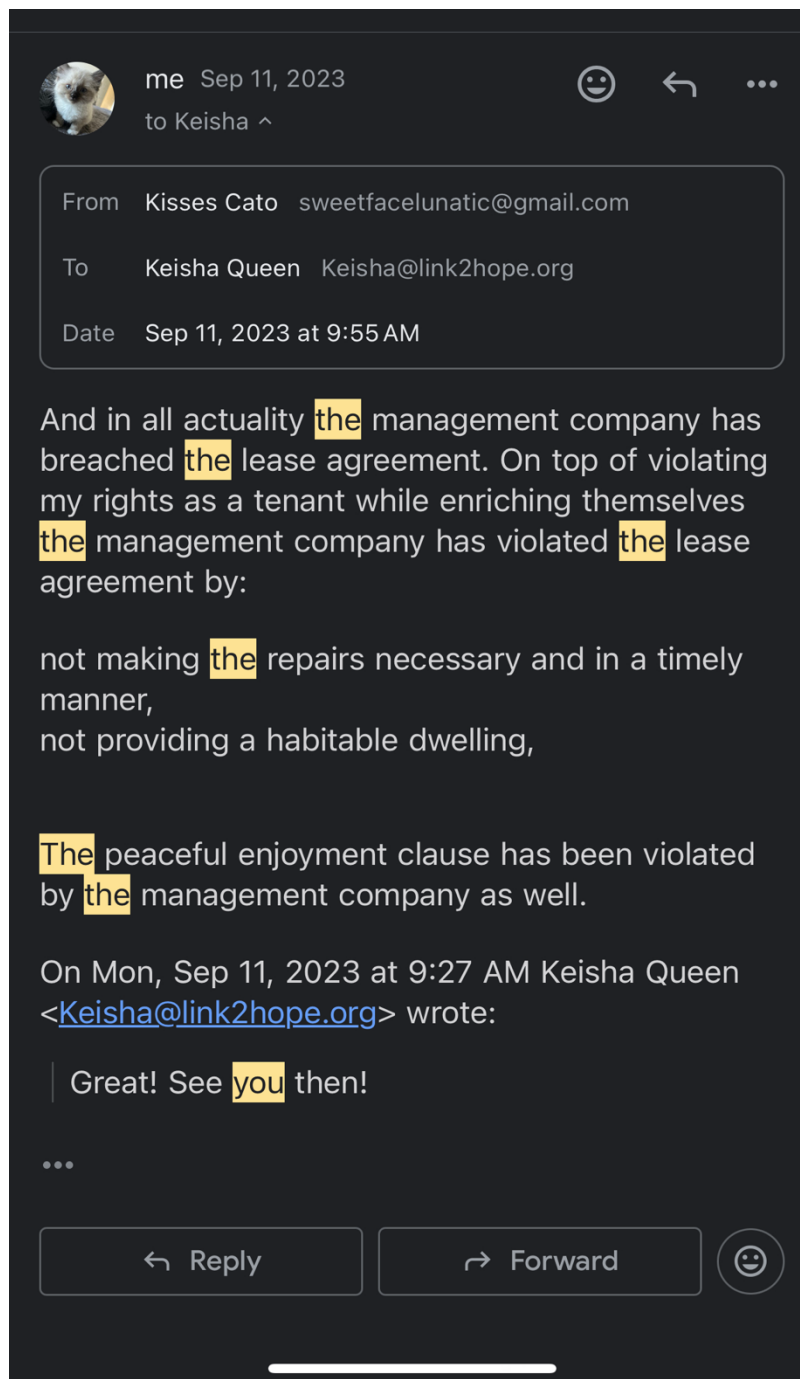 me Sep 11, 2023
to Keisha
From Kisses Cato sweetfacelunatic@gmail.com
To Keisha Queen Keisha@link2hope.org
Date Sep 11, 2023 at 9:55 AM
And in all actuality the management company has
breached the lease agreement. On top of violating
my rights as a tenant while enriching themselves
the management company has violated the lease
agreement by:
not making the repairs necessary and in a timely
manner,
not providing a habitable dwelling,
The peaceful enjoyment clause has been violated
by the management company as well.
On Mon, Sep 11, 2023 at 9:27 AM Keisha Queen
<Keisha@link2hope.org> wrote:
Great! See you then!
Reply Forward